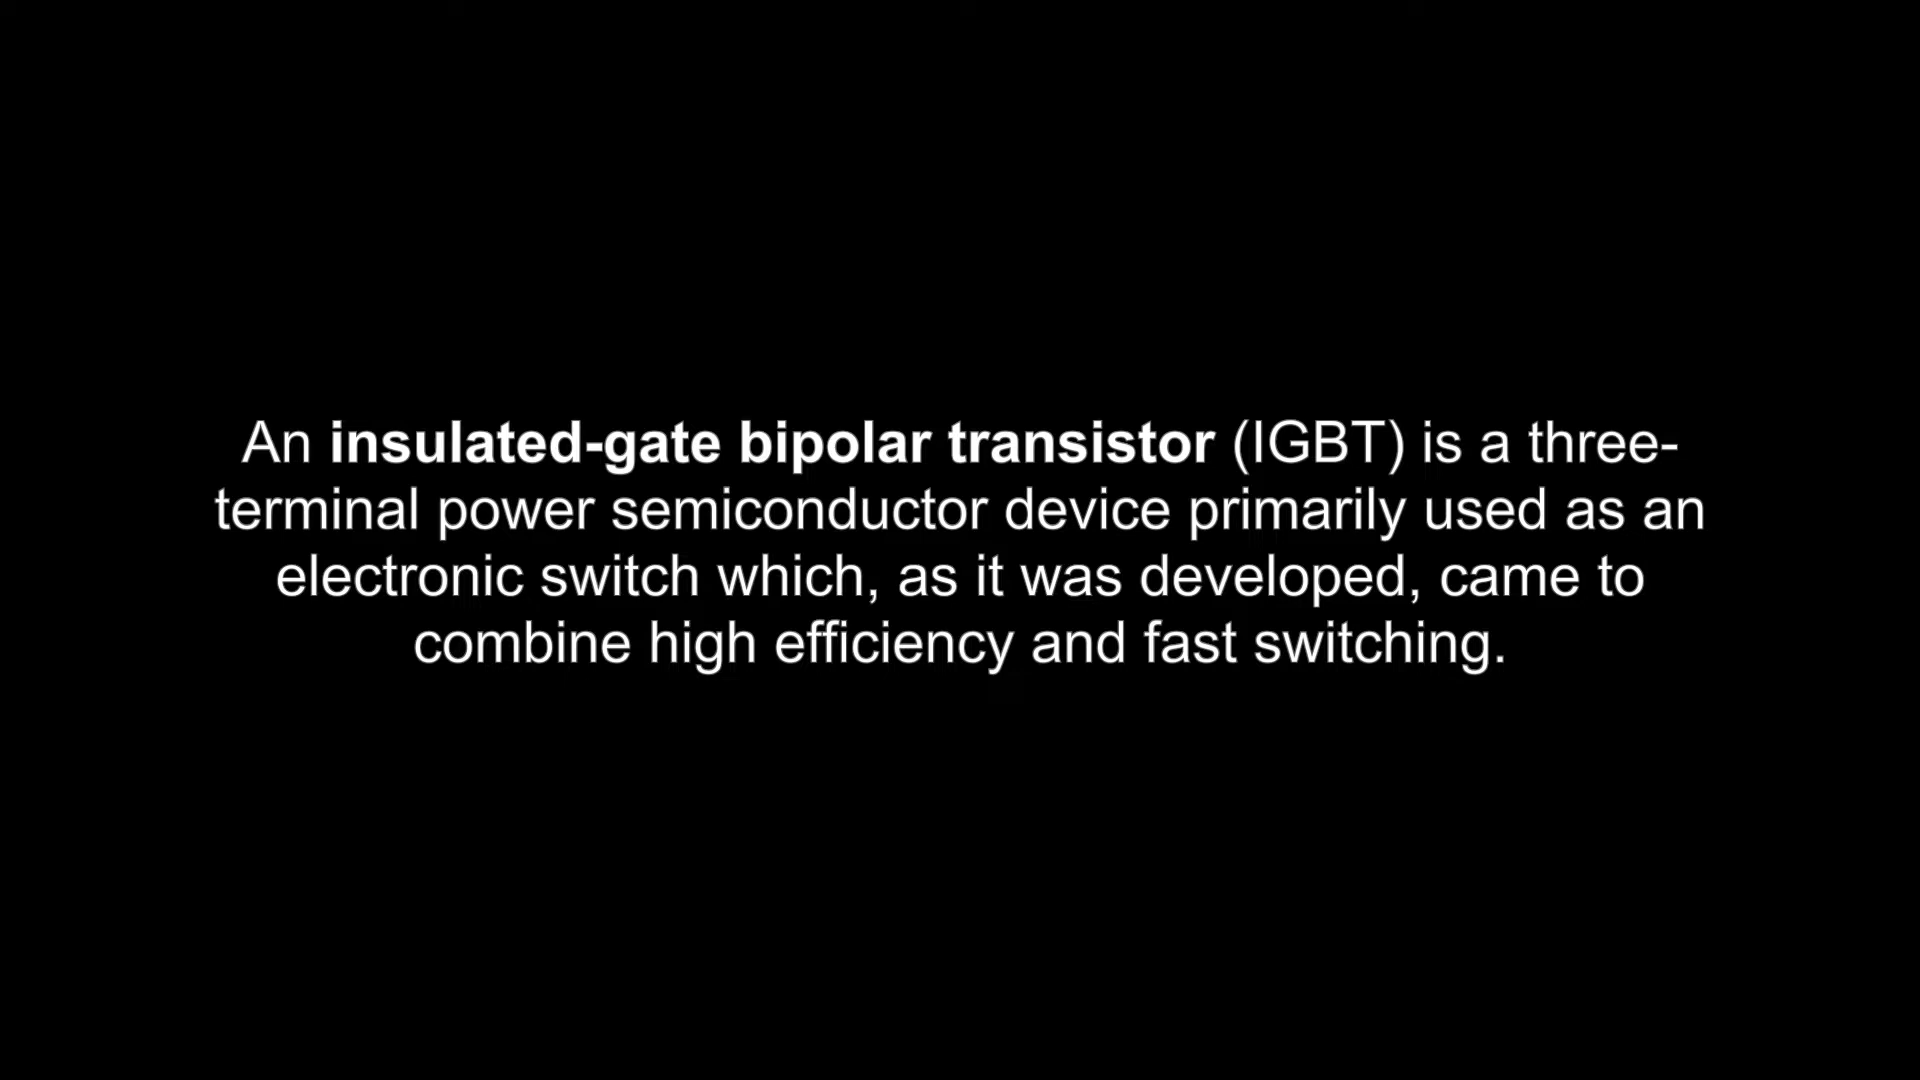 An insulated-gate bipolar transistor (IGBT) is a three-
terminal power semiconductor device primarily used as an
electronic switch which, as it was developed, came to
combine high efficiency and fast switching.